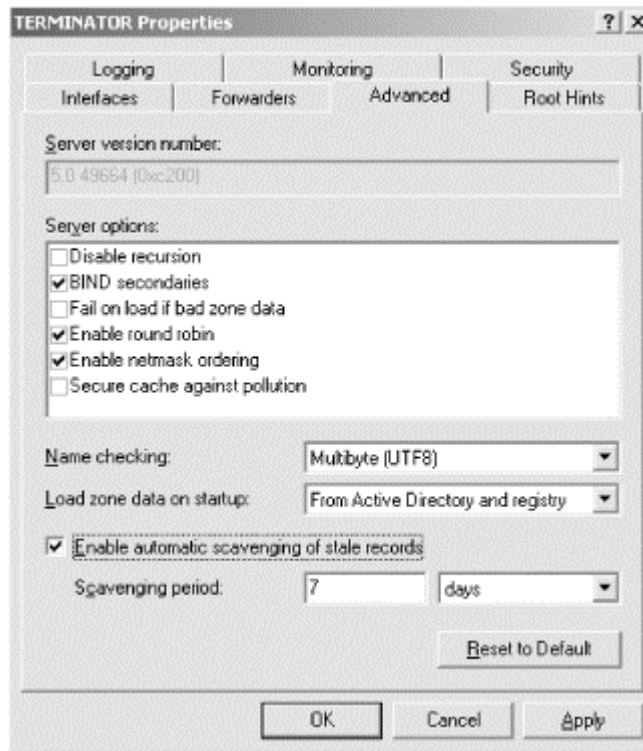 TERMINATOR Properties
Logging Monitoring Security
Interfaces Forwarders Advanced Root Hints
Server version number:
5.0 49664 (0xc200)
Server options:
Disable recursion
BIND secondaries
Fail on load if bad zone data
Enable round robin
Enable netmask ordering
Secure cache against pollution
Name checking: Multibyte (UTF8)
Load zone data on startup: From Active Directory and registry
Enable automatic scavenging of stale records
Scavenging period: 7 days
Reset to Default
OK Cancel Apply